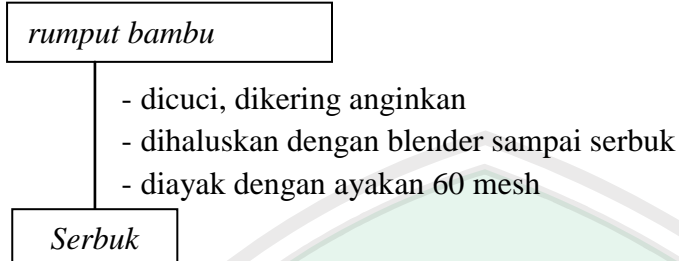 rumput bambu
- dicuci, dikering anginkan
- dihaluskan dengan blender sampai serbuk
- diayak dengan ayakan 60 mesh
Serbuk